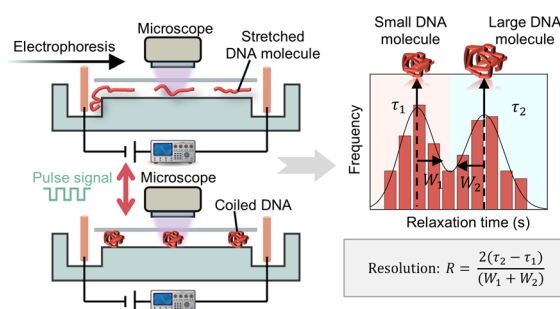 Electrophoresis
Microscope
Stretched
DNA molecule
Pulse signal
Microscope
Coiled DNA
Small DNA
molecule
Large DNA
molecule
Frequency
τ₁
τ₂
W₁
W₂
Relaxation time (s)
Resolution: R = 2(τ₂ − τ₁) / (W₁ + W₂)